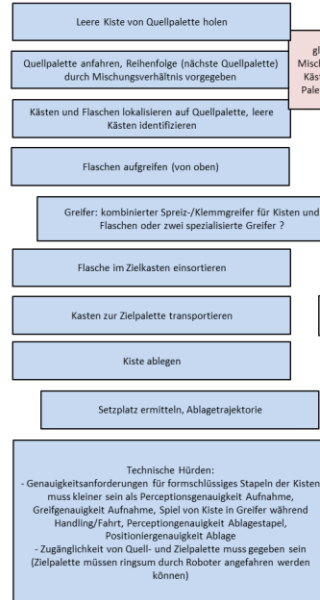 Leere Kiste von Quellpalette holen
Quellpalette anfahren, Reihenfolge (nächste Quellpalette)
durch Mischungsverhältnis vorgegeben
Kästen und Flaschen lokalisieren auf Quellpalette, leere
Kästen identifizieren
Flaschen aufgreifen (von oben)
Greifer: kombinierter Spreiz-/Klemmgreifer für Kisten und
Flaschen oder zwei spezialisierte Greifer ?
Flasche im Zielkasten einsortieren
Kasten zur Zielpalette transportieren
Kiste ablegen
Setzplatz ermitteln, Ablagetrajektorie
Technische Hürden:
- Genauigkeitsanforderungen für formschlüssiges Stapeln der Kisten
muss kleiner sein als Perceptionsgenauigkeit Aufnahme,
Greifgenauigkeit Aufnahme, Spiel von Kiste in Greifer während
Handling/Fahrt, Perceptiongenauigkeit Ablagestapel,
Positioniergenauigkeit Ablage
- Zugänglichkeit von Quell- und Zielpalette muss gegeben sein
(Zielpalette müssen ringsum durch Roboter angefahren werden
können)